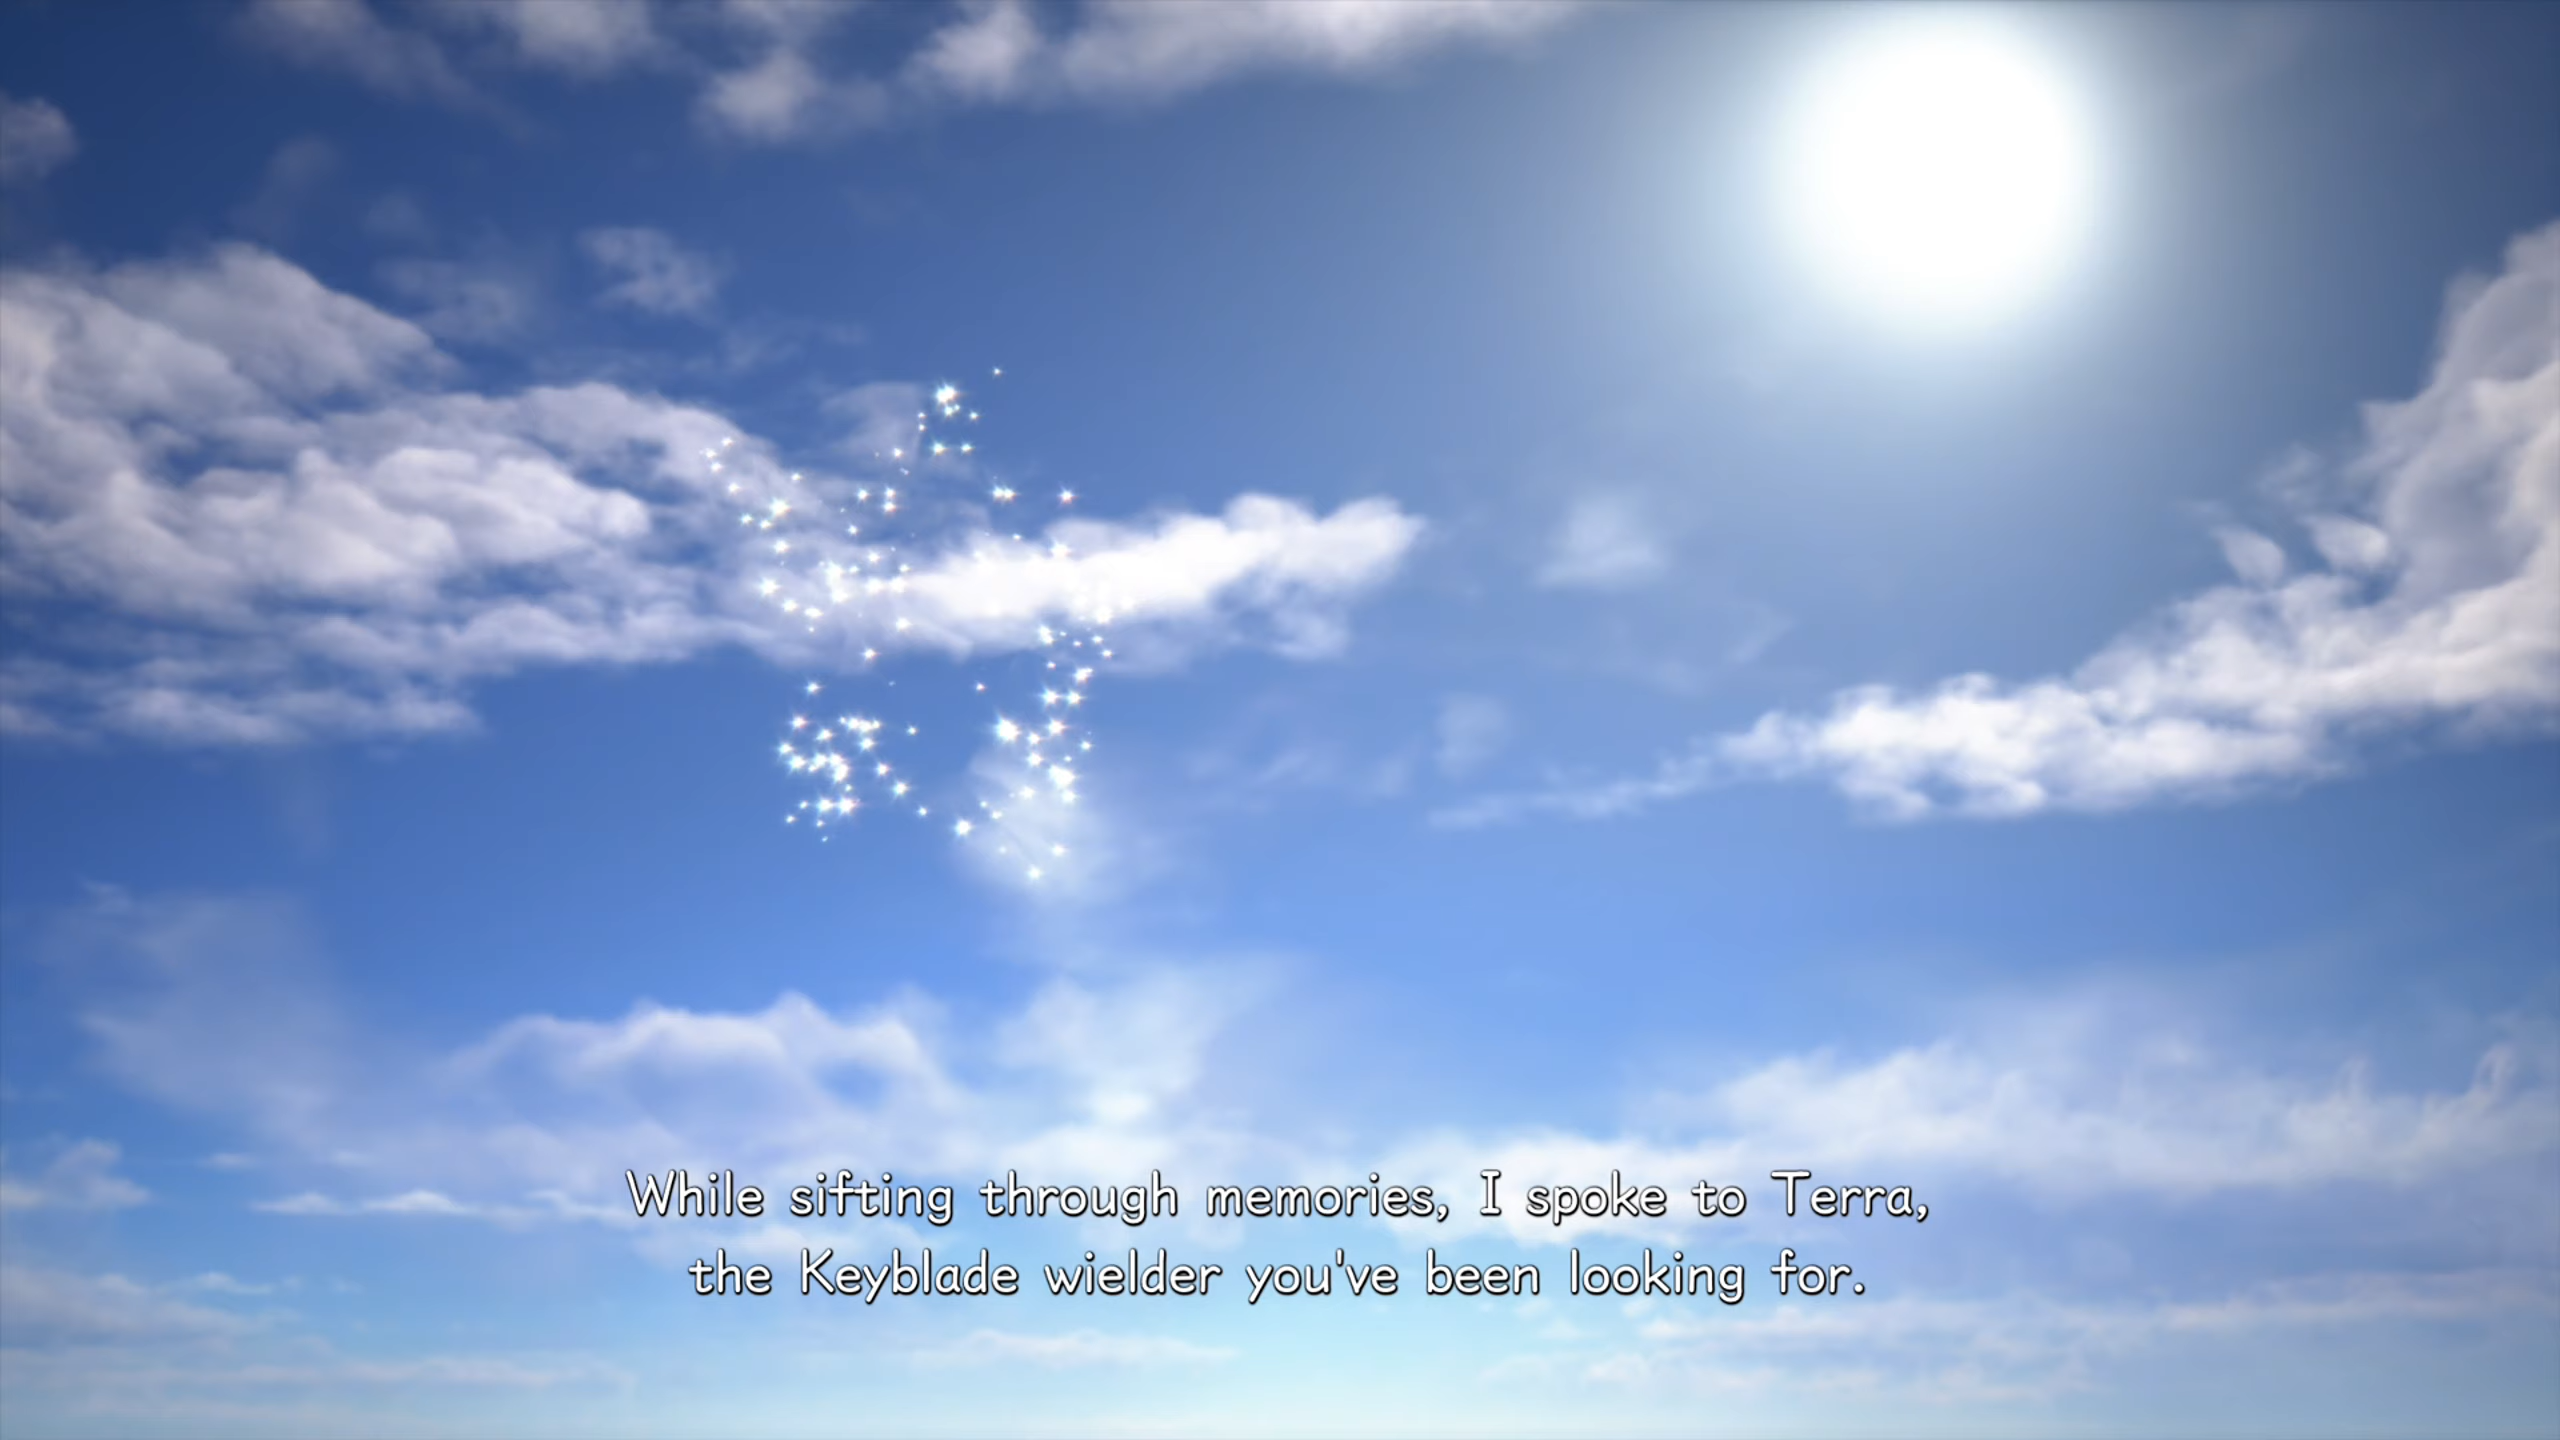 While sifting through memories, I spoke to Terra,
the Keyblade wielder you've been looking for.